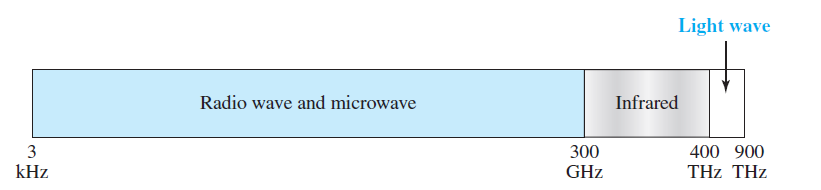 Light wave
Radio wave and microwave
Infrared
3
kHz
300
GHz
400
THz
900
THz